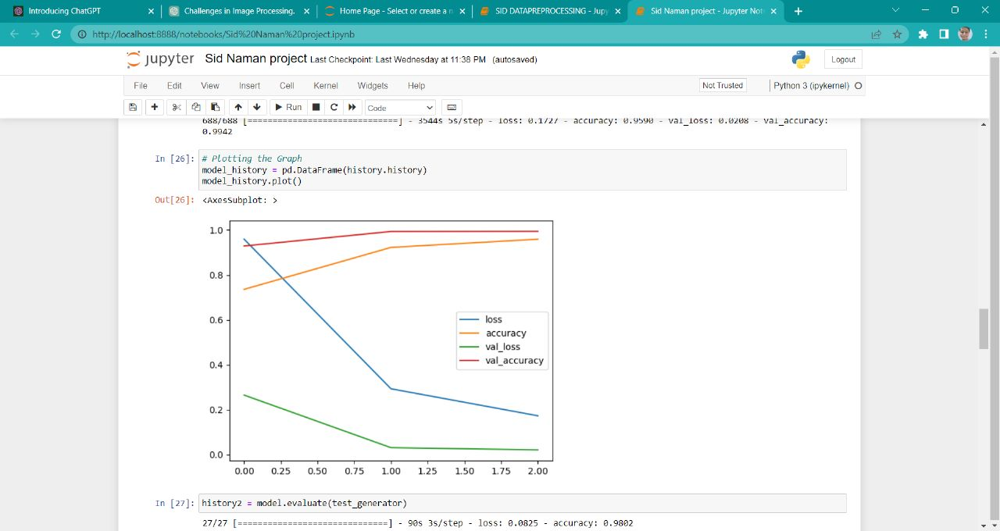 Introducing ChatGPT
Challenges in Image Processing.
Home Page - Select or create a n
SID DATAPREPROCESSING - Jupy
Sid Naman project - Jupyter Note
http://localhost:8888/notebooks/Sid%20Naman%20project.ipynb
jupyter Sid Naman project Last Checkpoint: Last Wednesday at 11:38 PM (autosaved)
Logout
File Edit View Insert Cell Kernel Widgets Help
Not Trusted
Python 3 (ipykernel)
Run
Code
688/688 [==============================] - 3544s 5s/step - loss: 0.1727 - accuracy: 0.9590 - val_loss: 0.0208 - val_accuracy:
0.9942
In [26]: # Plotting the Graph
model_history = pd.DataFrame(history.history)
model_history.plot()
Out[26]: <AxesSubplot: >
1.0
0.8
0.6
0.4
0.2
0.0
loss
accuracy
val_loss
val_accuracy
0.00 0.25 0.50 0.75 1.00 1.25 1.50 1.75 2.00
In [27]: history2 = model.evaluate(test_generator)
27/27 [==============================] - 90s 3s/step - loss: 0.0825 - accuracy: 0.9802